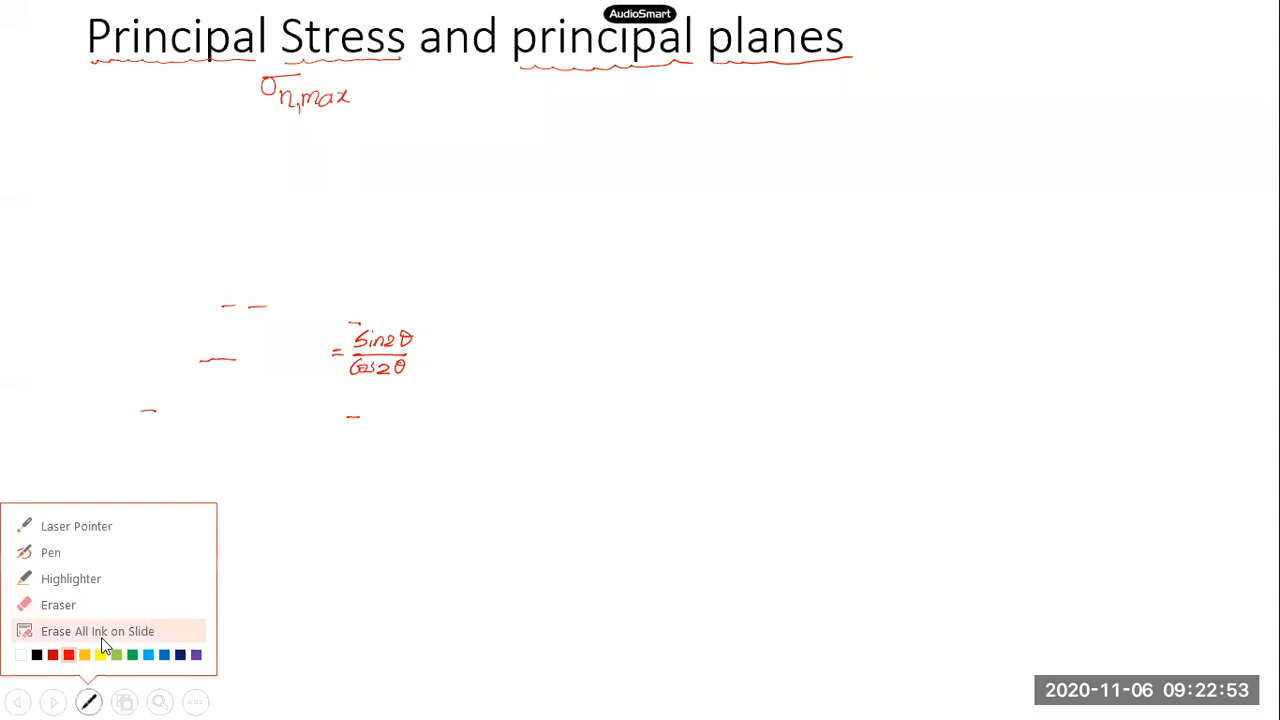 AudioSmart
Principal Stress and principal planes
σn,max
= sin2θ
cos2θ
Laser Pointer
Pen
Highlighter
Eraser
Erase All Ink on Slide
2020-11-06 09:22:53